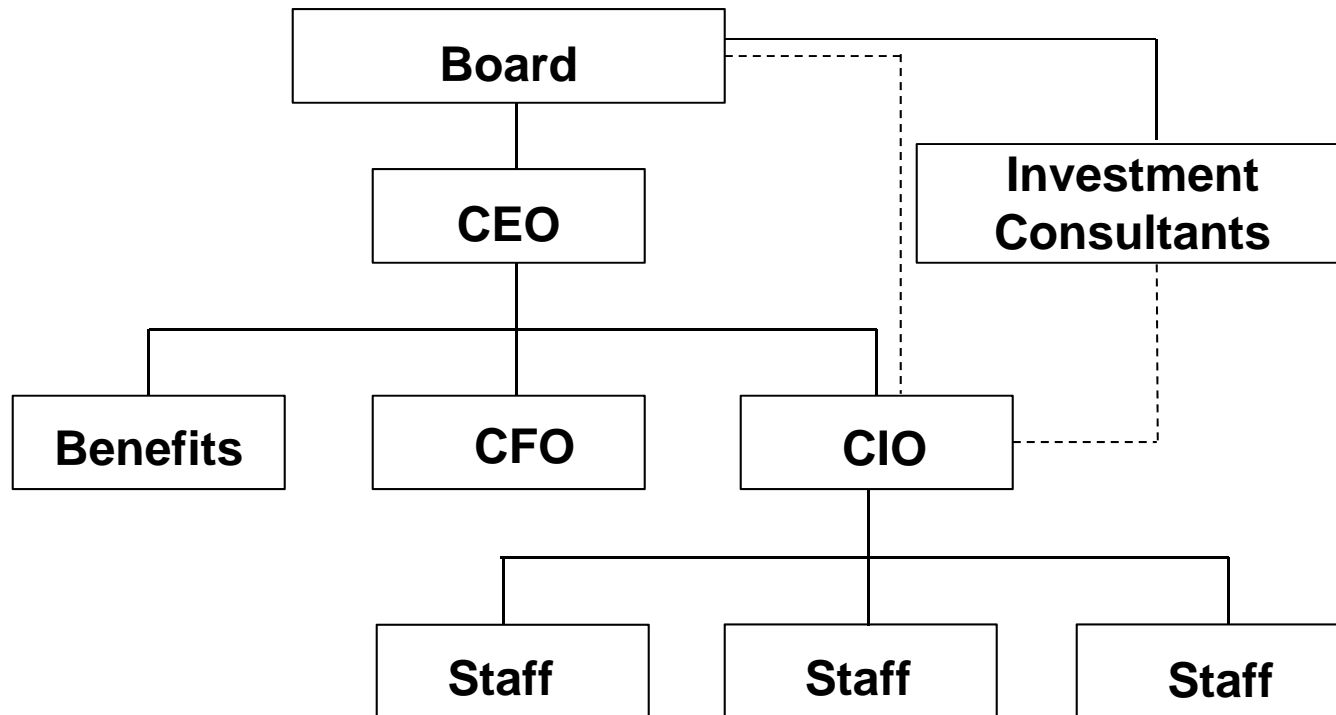 Board
CEO
Investment
Consultants
Benefits
CFO
CIO
Staff
Staff
Staff